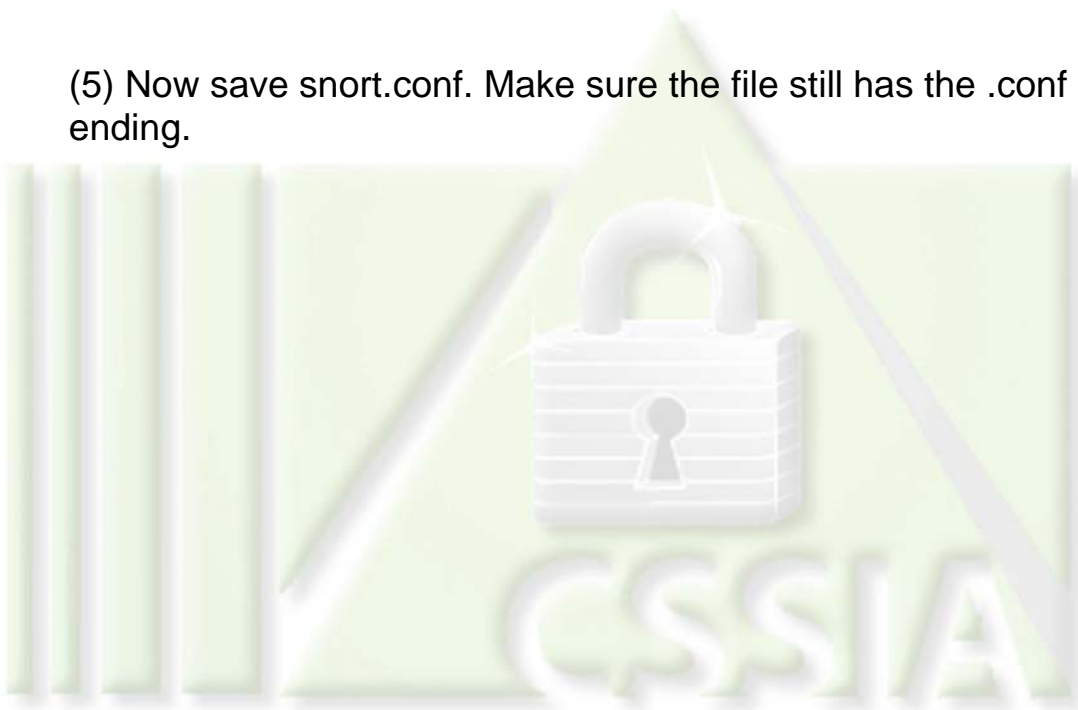 (5) Now save snort.conf. Make sure the file still has the .conf
ending.
CSSIA